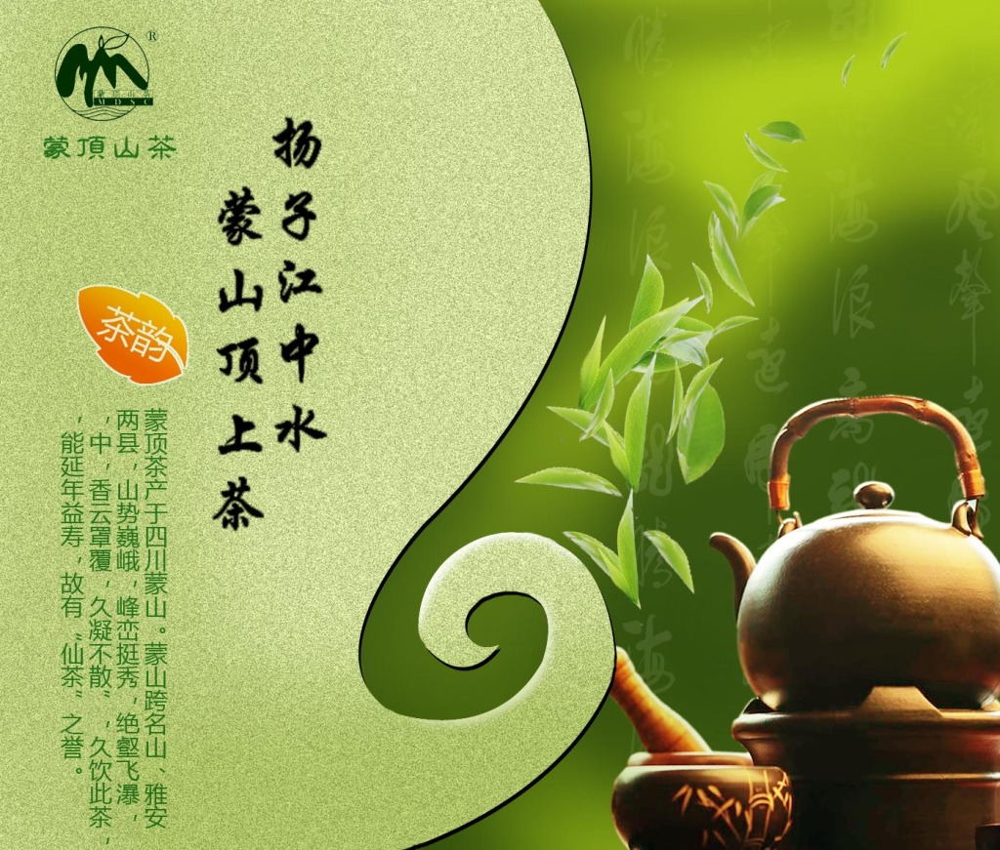 ®
MDSC
蒙頂山茶
扬子江中水
蒙山顶上茶
茶韵
蒙顶茶产于四川蒙山。蒙山跨名山、雅安
两县,山势巍峨,峰峦挺秀,绝壑飞瀑,
,中,香云罩覆,久凝不散”,久饮此茶,
,能延年益寿,故有“仙茶”之誉。